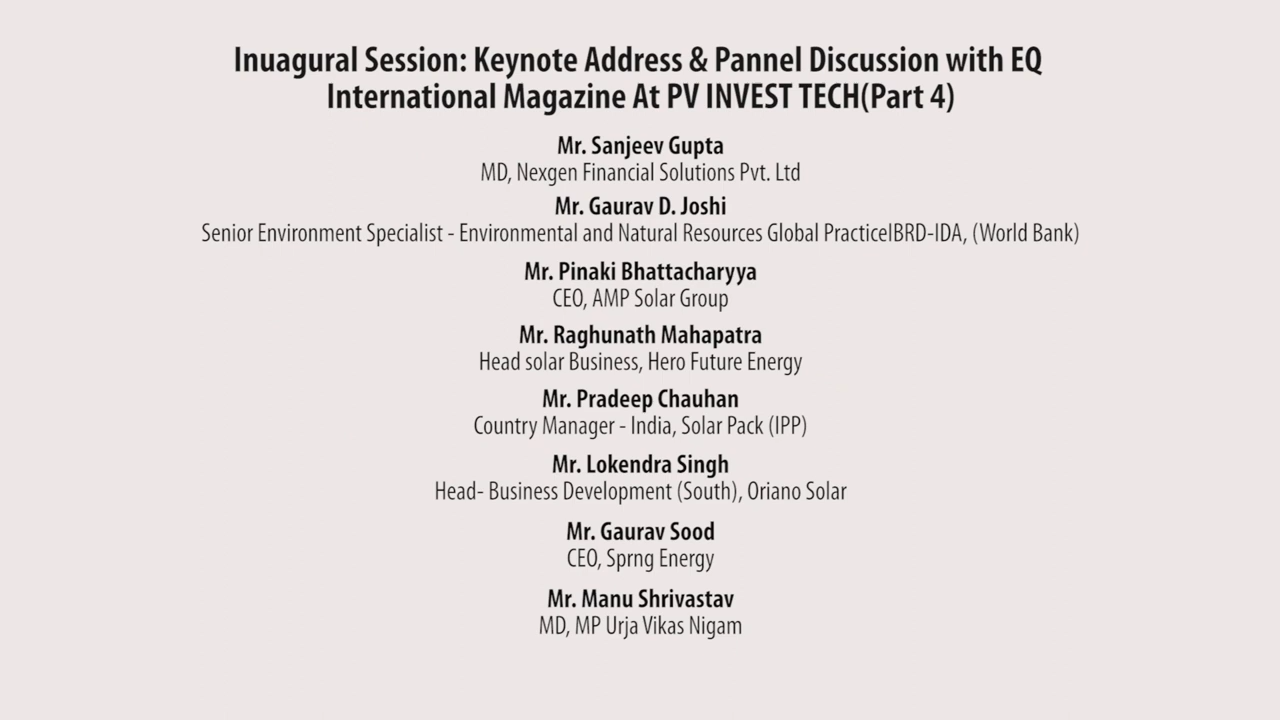 Inuagural Session: Keynote Address & Pannel Discussion with EQ
International Magazine At PV INVEST TECH(Part 4)
Mr. Sanjeev Gupta
MD, Nexgen Financial Solutions Pvt. Ltd
Mr. Gaurav D. Joshi
Senior Environment Specialist - Environmental and Natural Resources Global PracticeIBRD-IDA, (World Bank)
Mr. Pinaki Bhattacharyya
CEO, AMP Solar Group
Mr. Raghunath Mahapatra
Head solar Business, Hero Future Energy
Mr. Pradeep Chauhan
Country Manager - India, Solar Pack (IPP)
Mr. Lokendra Singh
Head- Business Development (South), Oriano Solar
Mr. Gaurav Sood
CEO, Sprng Energy
Mr. Manu Shrivastav
MD, MP Urja Vikas Nigam